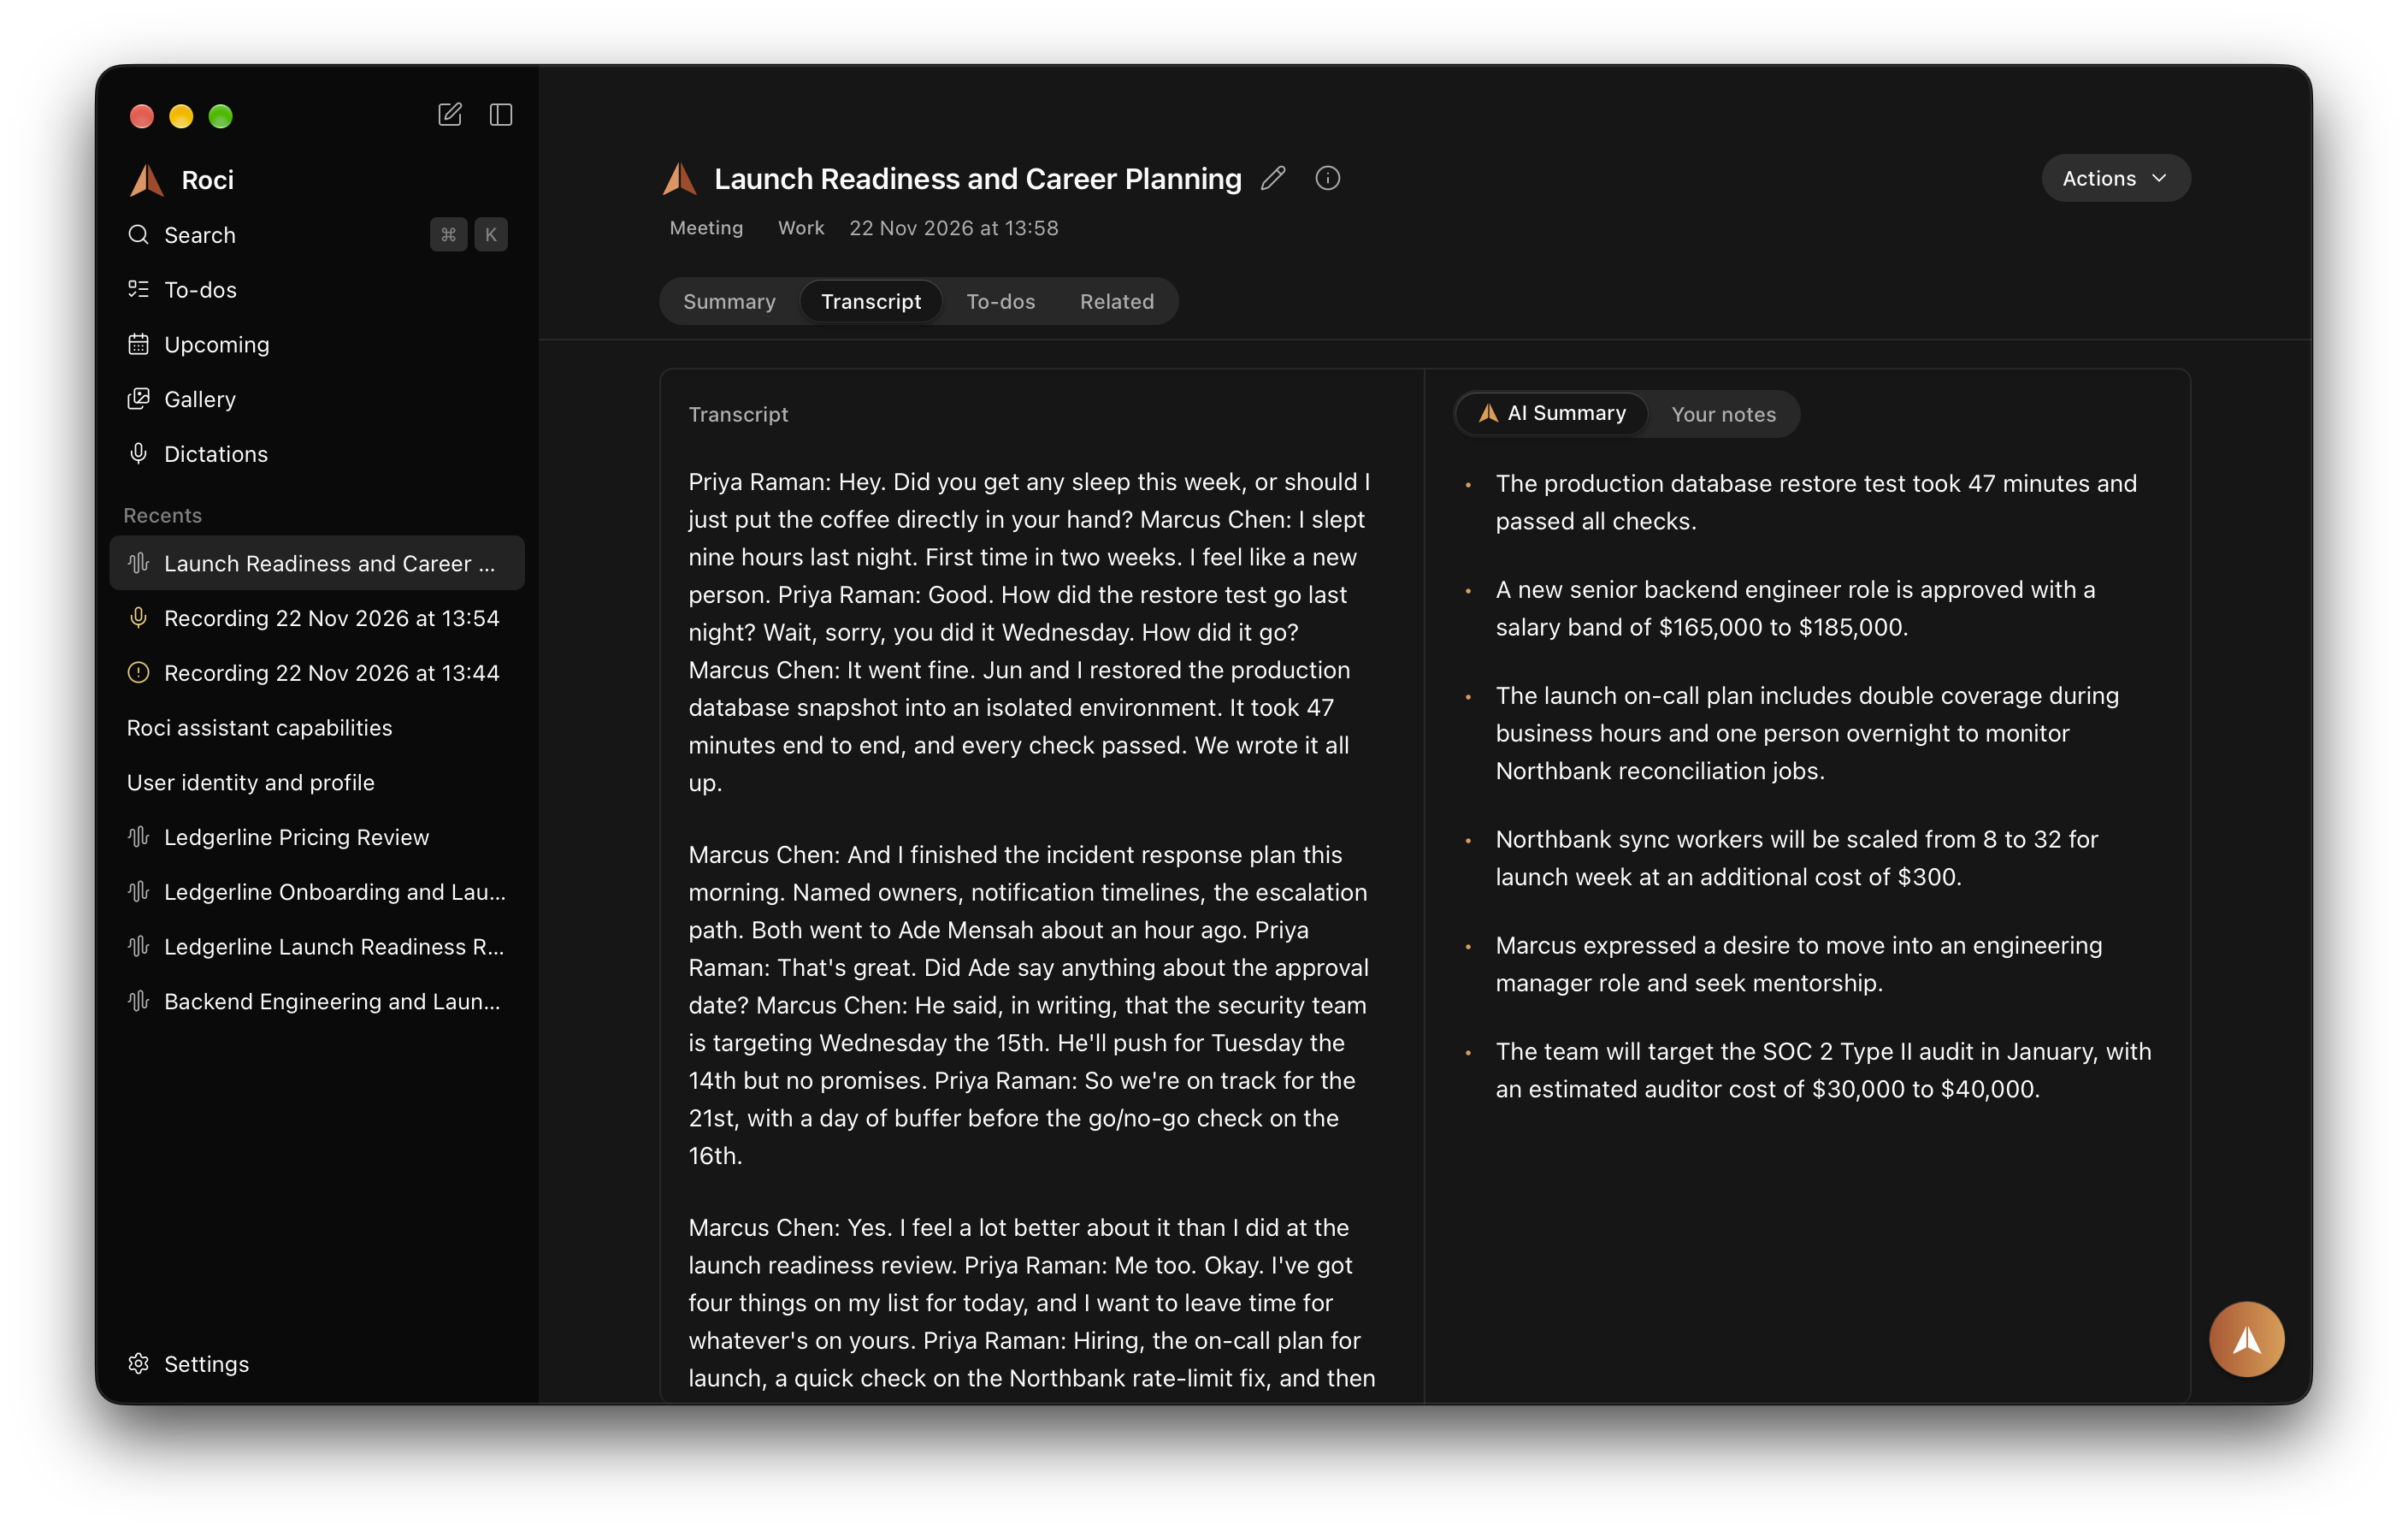 Roci
Search ⌘ K
To-dos
Upcoming
Gallery
Dictations
Recents
Launch Readiness and Career ...
Recording 22 Nov 2026 at 13:54
Recording 22 Nov 2026 at 13:44
Roci assistant capabilities
User identity and profile
Ledgerline Pricing Review
Ledgerline Onboarding and Lau...
Ledgerline Launch Readiness R...
Backend Engineering and Laun...
Settings
Launch Readiness and Career Planning
Actions
Meeting Work 22 Nov 2026 at 13:58
Summary Transcript To-dos Related
Transcript
Priya Raman: Hey. Did you get any sleep this week, or should I
just put the coffee directly in your hand? Marcus Chen: I slept
nine hours last night. First time in two weeks. I feel like a new
person. Priya Raman: Good. How did the restore test go last
night? Wait, sorry, you did it Wednesday. How did it go?
Marcus Chen: It went fine. Jun and I restored the production
database snapshot into an isolated environment. It took 47
minutes end to end, and every check passed. We wrote it all
up.
Marcus Chen: And I finished the incident response plan this
morning. Named owners, notification timelines, the escalation
path. Both went to Ade Mensah about an hour ago. Priya
Raman: That's great. Did Ade say anything about the approval
date? Marcus Chen: He said, in writing, that the security team
is targeting Wednesday the 15th. He'll push for Tuesday the
14th but no promises. Priya Raman: So we're on track for the
21st, with a day of buffer before the go/no-go check on the
16th.
Marcus Chen: Yes. I feel a lot better about it than I did at the
launch readiness review. Priya Raman: Me too. Okay. I've got
four things on my list for today, and I want to leave time for
whatever's on yours. Priya Raman: Hiring, the on-call plan for
launch, a quick check on the Northbank rate-limit fix, and then
AI Summary Your notes
• The production database restore test took 47 minutes and
passed all checks.
• A new senior backend engineer role is approved with a
salary band of $165,000 to $185,000.
• The launch on-call plan includes double coverage during
business hours and one person overnight to monitor
Northbank reconciliation jobs.
• Northbank sync workers will be scaled from 8 to 32 for
launch week at an additional cost of $300.
• Marcus expressed a desire to move into an engineering
manager role and seek mentorship.
• The team will target the SOC 2 Type II audit in January, with
an estimated auditor cost of $30,000 to $40,000.